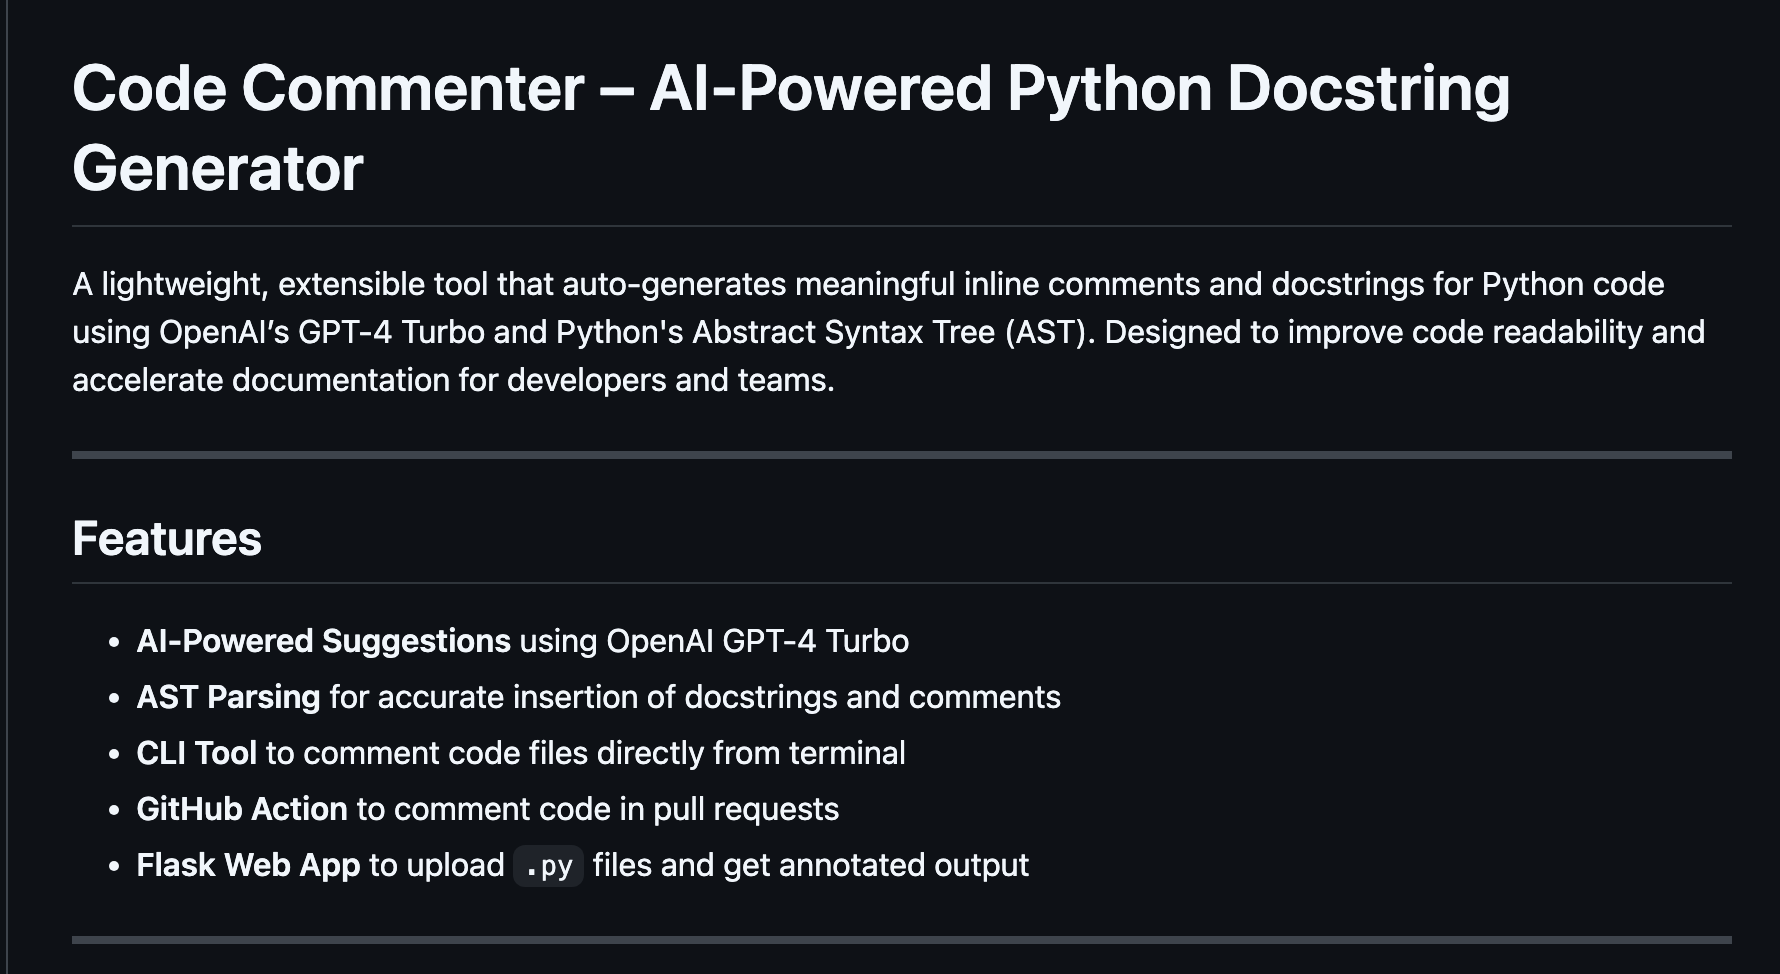 Code Commenter – AI-Powered Python Docstring
Generator
A lightweight, extensible tool that auto-generates meaningful inline comments and docstrings for Python code
using OpenAI’s GPT-4 Turbo and Python's Abstract Syntax Tree (AST). Designed to improve code readability and
accelerate documentation for developers and teams.
Features
• AI-Powered Suggestions using OpenAI GPT-4 Turbo
• AST Parsing for accurate insertion of docstrings and comments
• CLI Tool to comment code files directly from terminal
• GitHub Action to comment code in pull requests
• Flask Web App to upload .py files and get annotated output